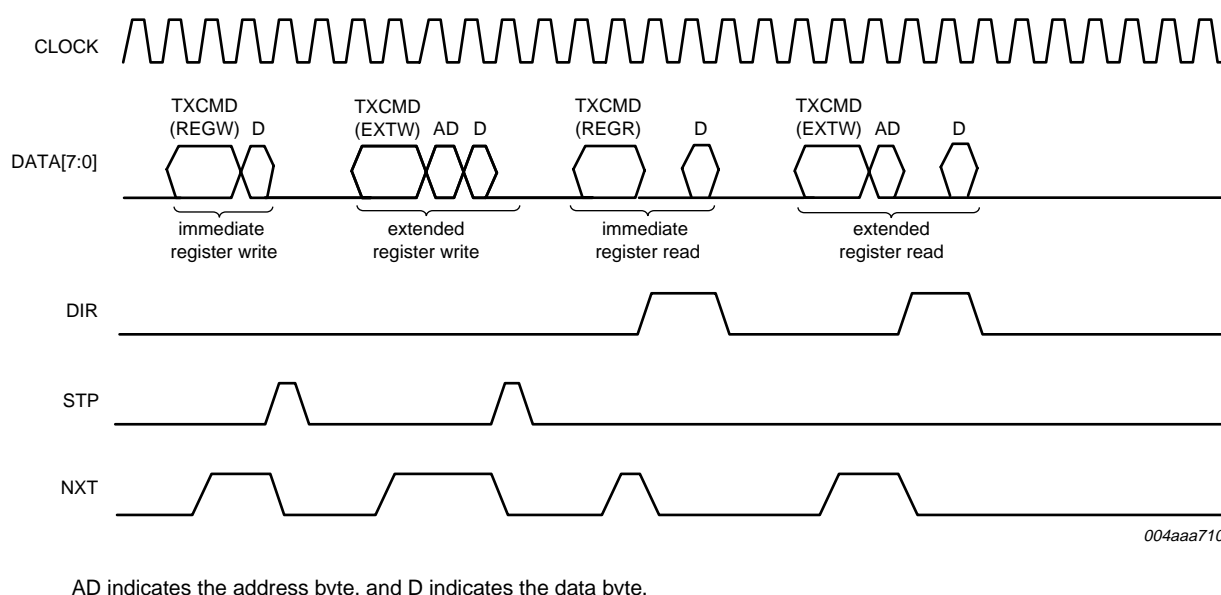 CLOCK
TXCMD
(REGW) D
TXCMD
(EXTW) AD D
TXCMD
(REGR) D
TXCMD
(EXTW) AD D
DATA[7:0]
immediate
register write
extended
register write
immediate
register read
extended
register read
DIR
STP
NXT
004aaa710
AD indicates the address byte, and D indicates the data byte.